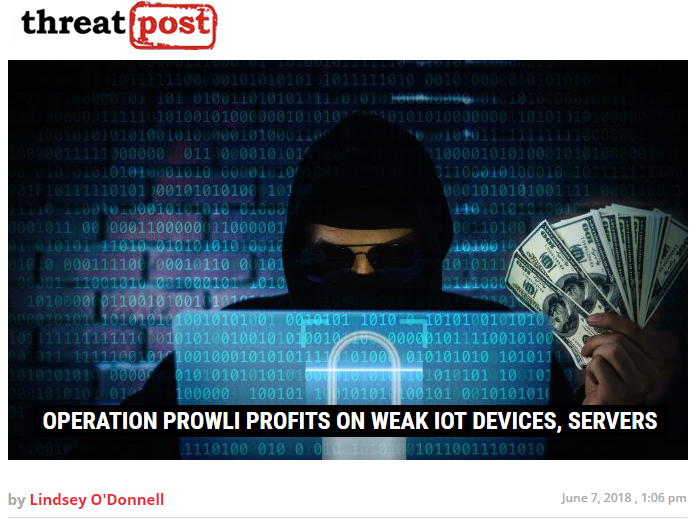 threatpost
OPERATION PROWLI PROFITS ON WEAK IOT DEVICES, SERVERS
by Lindsey O'Donnell
June 7, 2018 , 1:06 pm